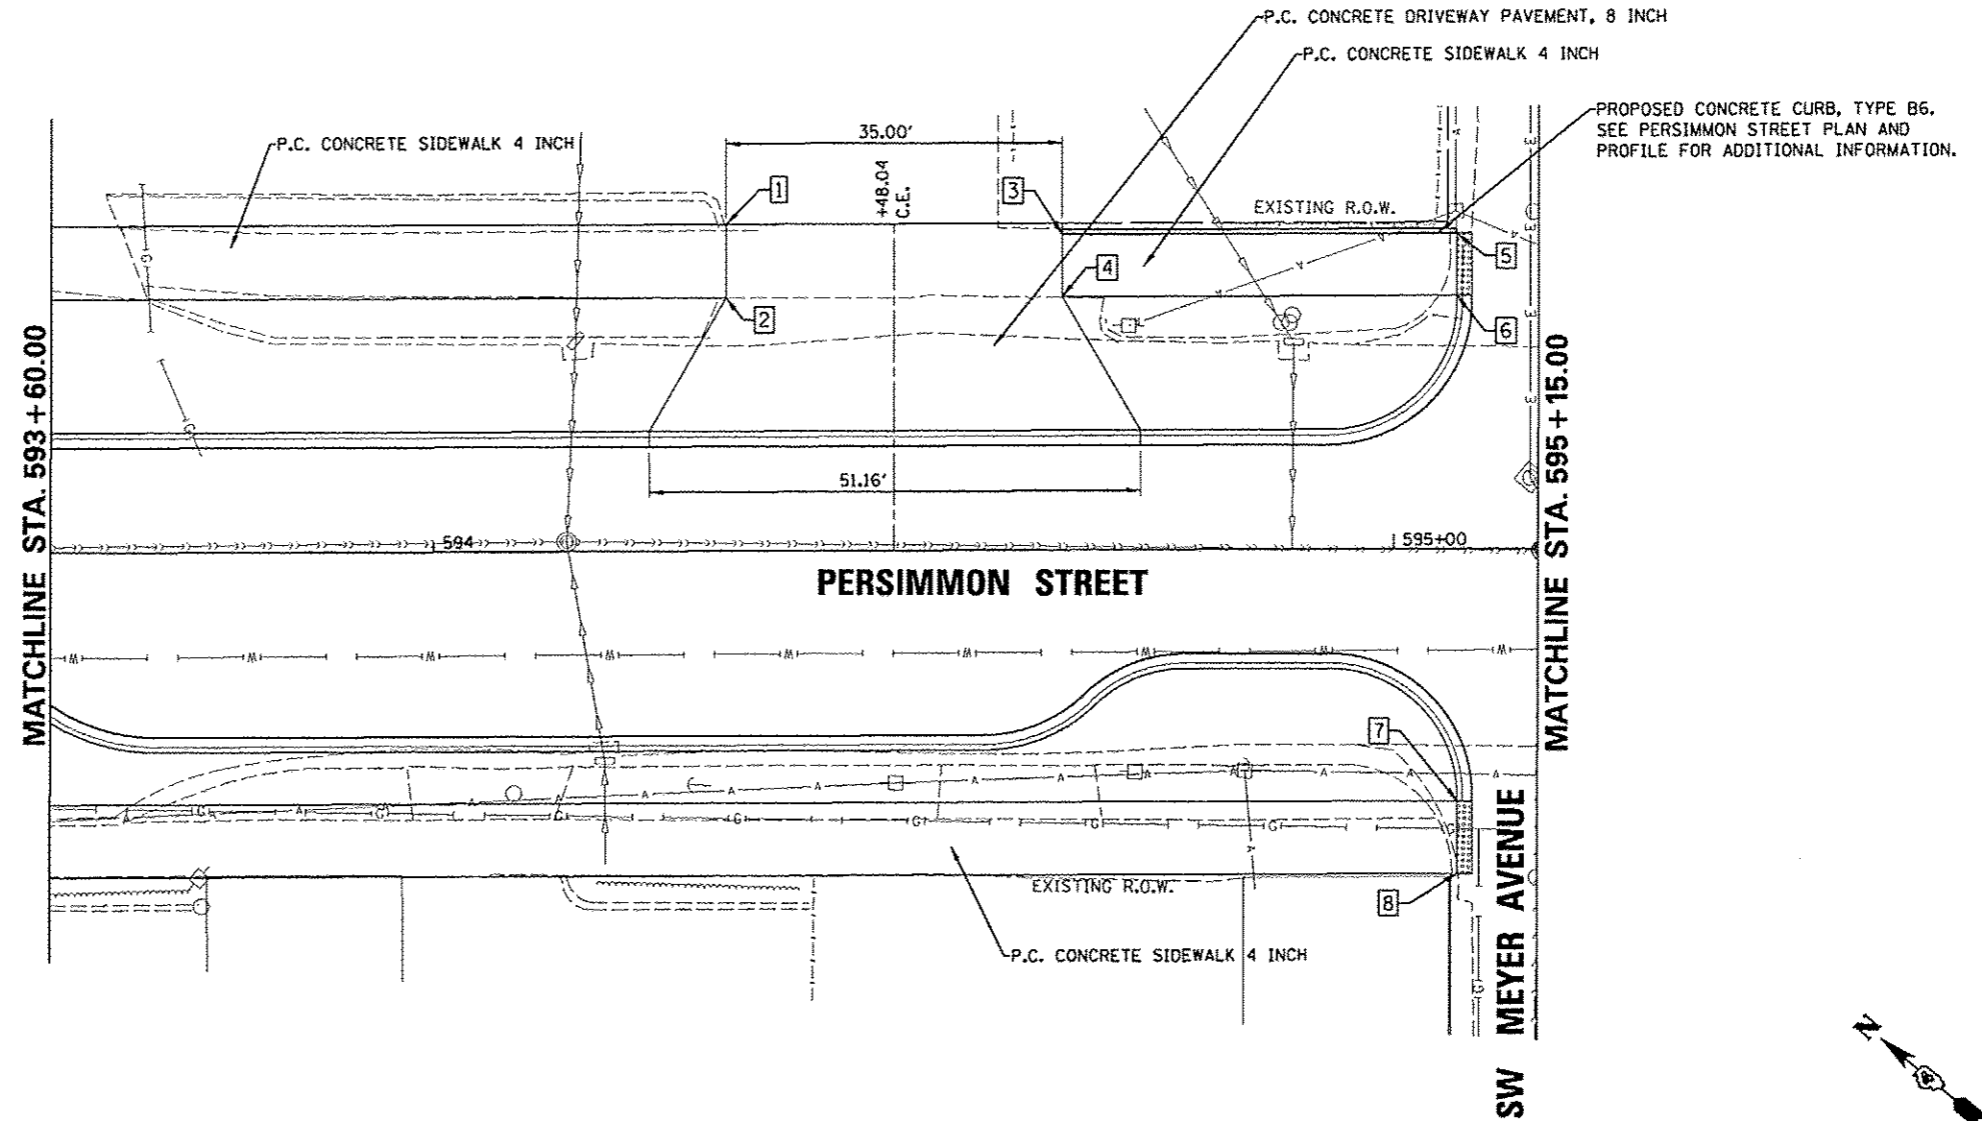 P.C. CONCRETE DRIVEWAY PAVEMENT, 8 INCH
P.C. CONCRETE SIDEWALK 4 INCH
PROPOSED CONCRETE CURB, TYPE B6.
SEE PERSIMMON STREET PLAN AND
PROFILE FOR ADDITIONAL INFORMATION.
P.C. CONCRETE SIDEWALK 4 INCH
35.00'
+48.04
C.E.
1
3
EXISTING R.O.W.
5
4
2
6
MATCHLINE STA. 593+60.00
MATCHLINE STA. 595+15.00
51.16'
594
595+00
PERSIMMON STREET
7
EXISTING R.O.W.
8
P.C. CONCRETE SIDEWALK 4 INCH
SW MEYER AVENUE
N